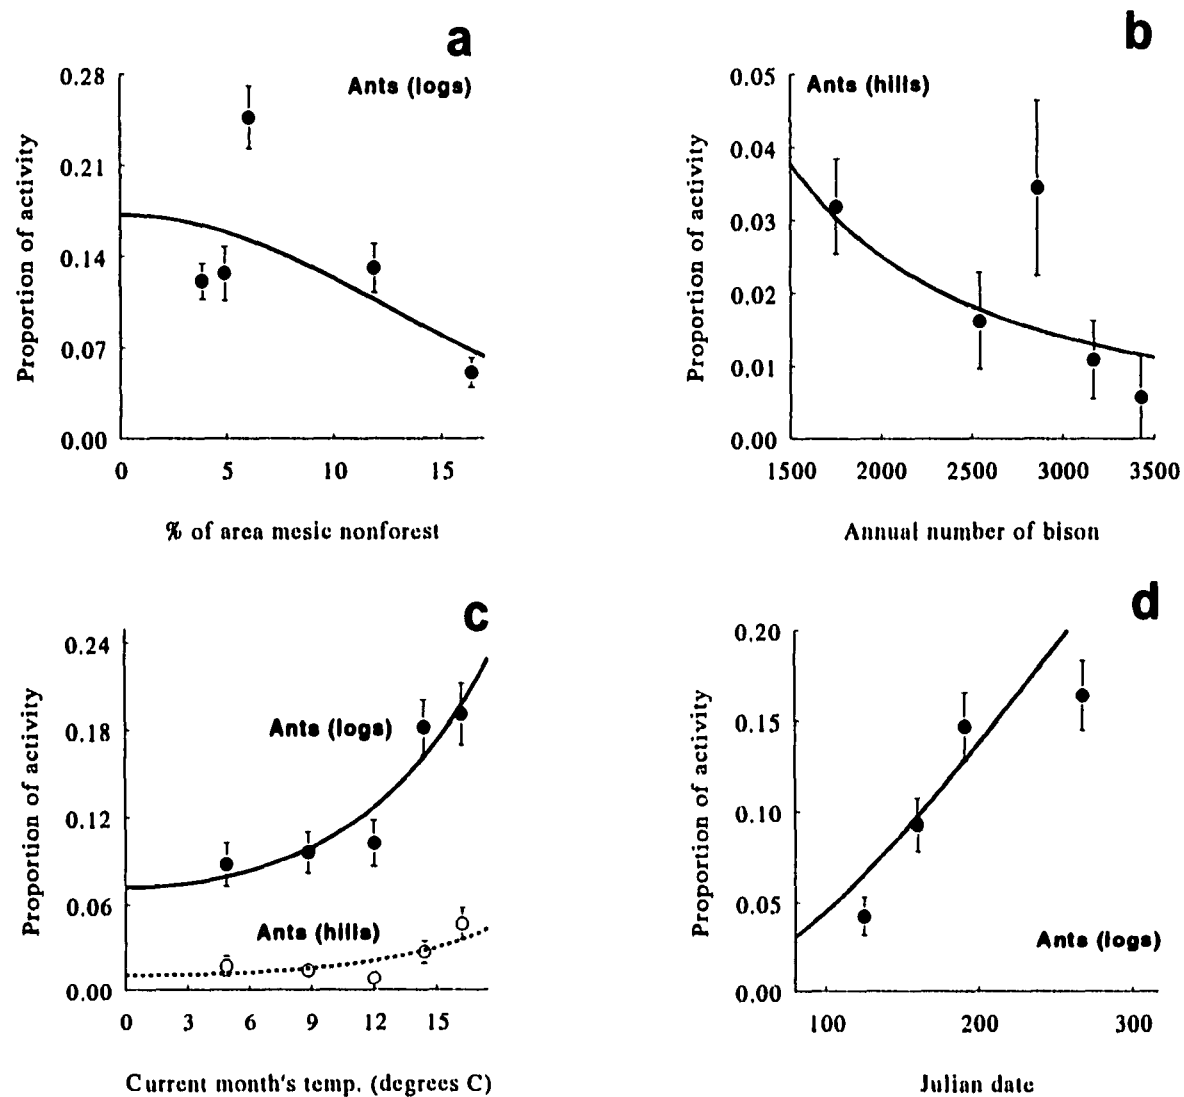 a
Ants (logs)
0.28
0.21
0.14
0.07
0.00
Proportion of activity
0 5 10 15
% of area mesic nonforest
b
Ants (hills)
0.05
0.04
0.03
0.02
0.01
0.00
Proportion of activity
1500 2000 2500 3000 3500
Annual number of bison
c
0.24
0.18
0.12
0.06
0.00
Proportion of activity
Ants (logs)
Ants (hills)
0 3 6 9 12 15
Current month's temp. (degrees C)
d
0.20
0.15
0.10
0.05
0.00
Proportion of activity
Ants (logs)
100 200 300
Julian date